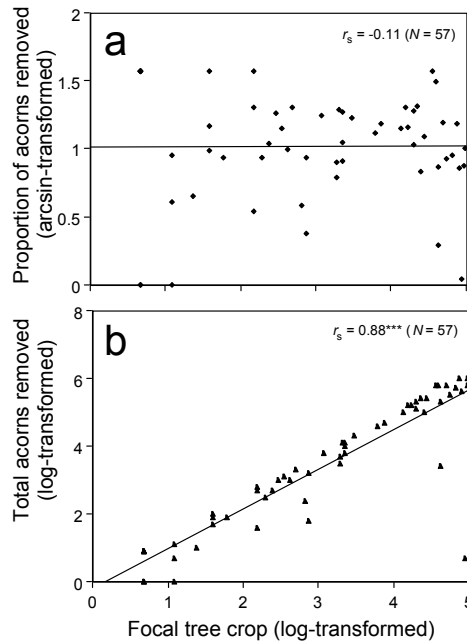 a
r_s = -0.11 (N = 57)
Proportion of acorns removed
(arcsin-transformed)
2
1.5
1
0.5
0
b
r_s = 0.88*** (N = 57)
Total acorns removed
(log-transformed)
8
6
4
2
0
1 2 3 4 5
Focal tree crop (log-transformed)